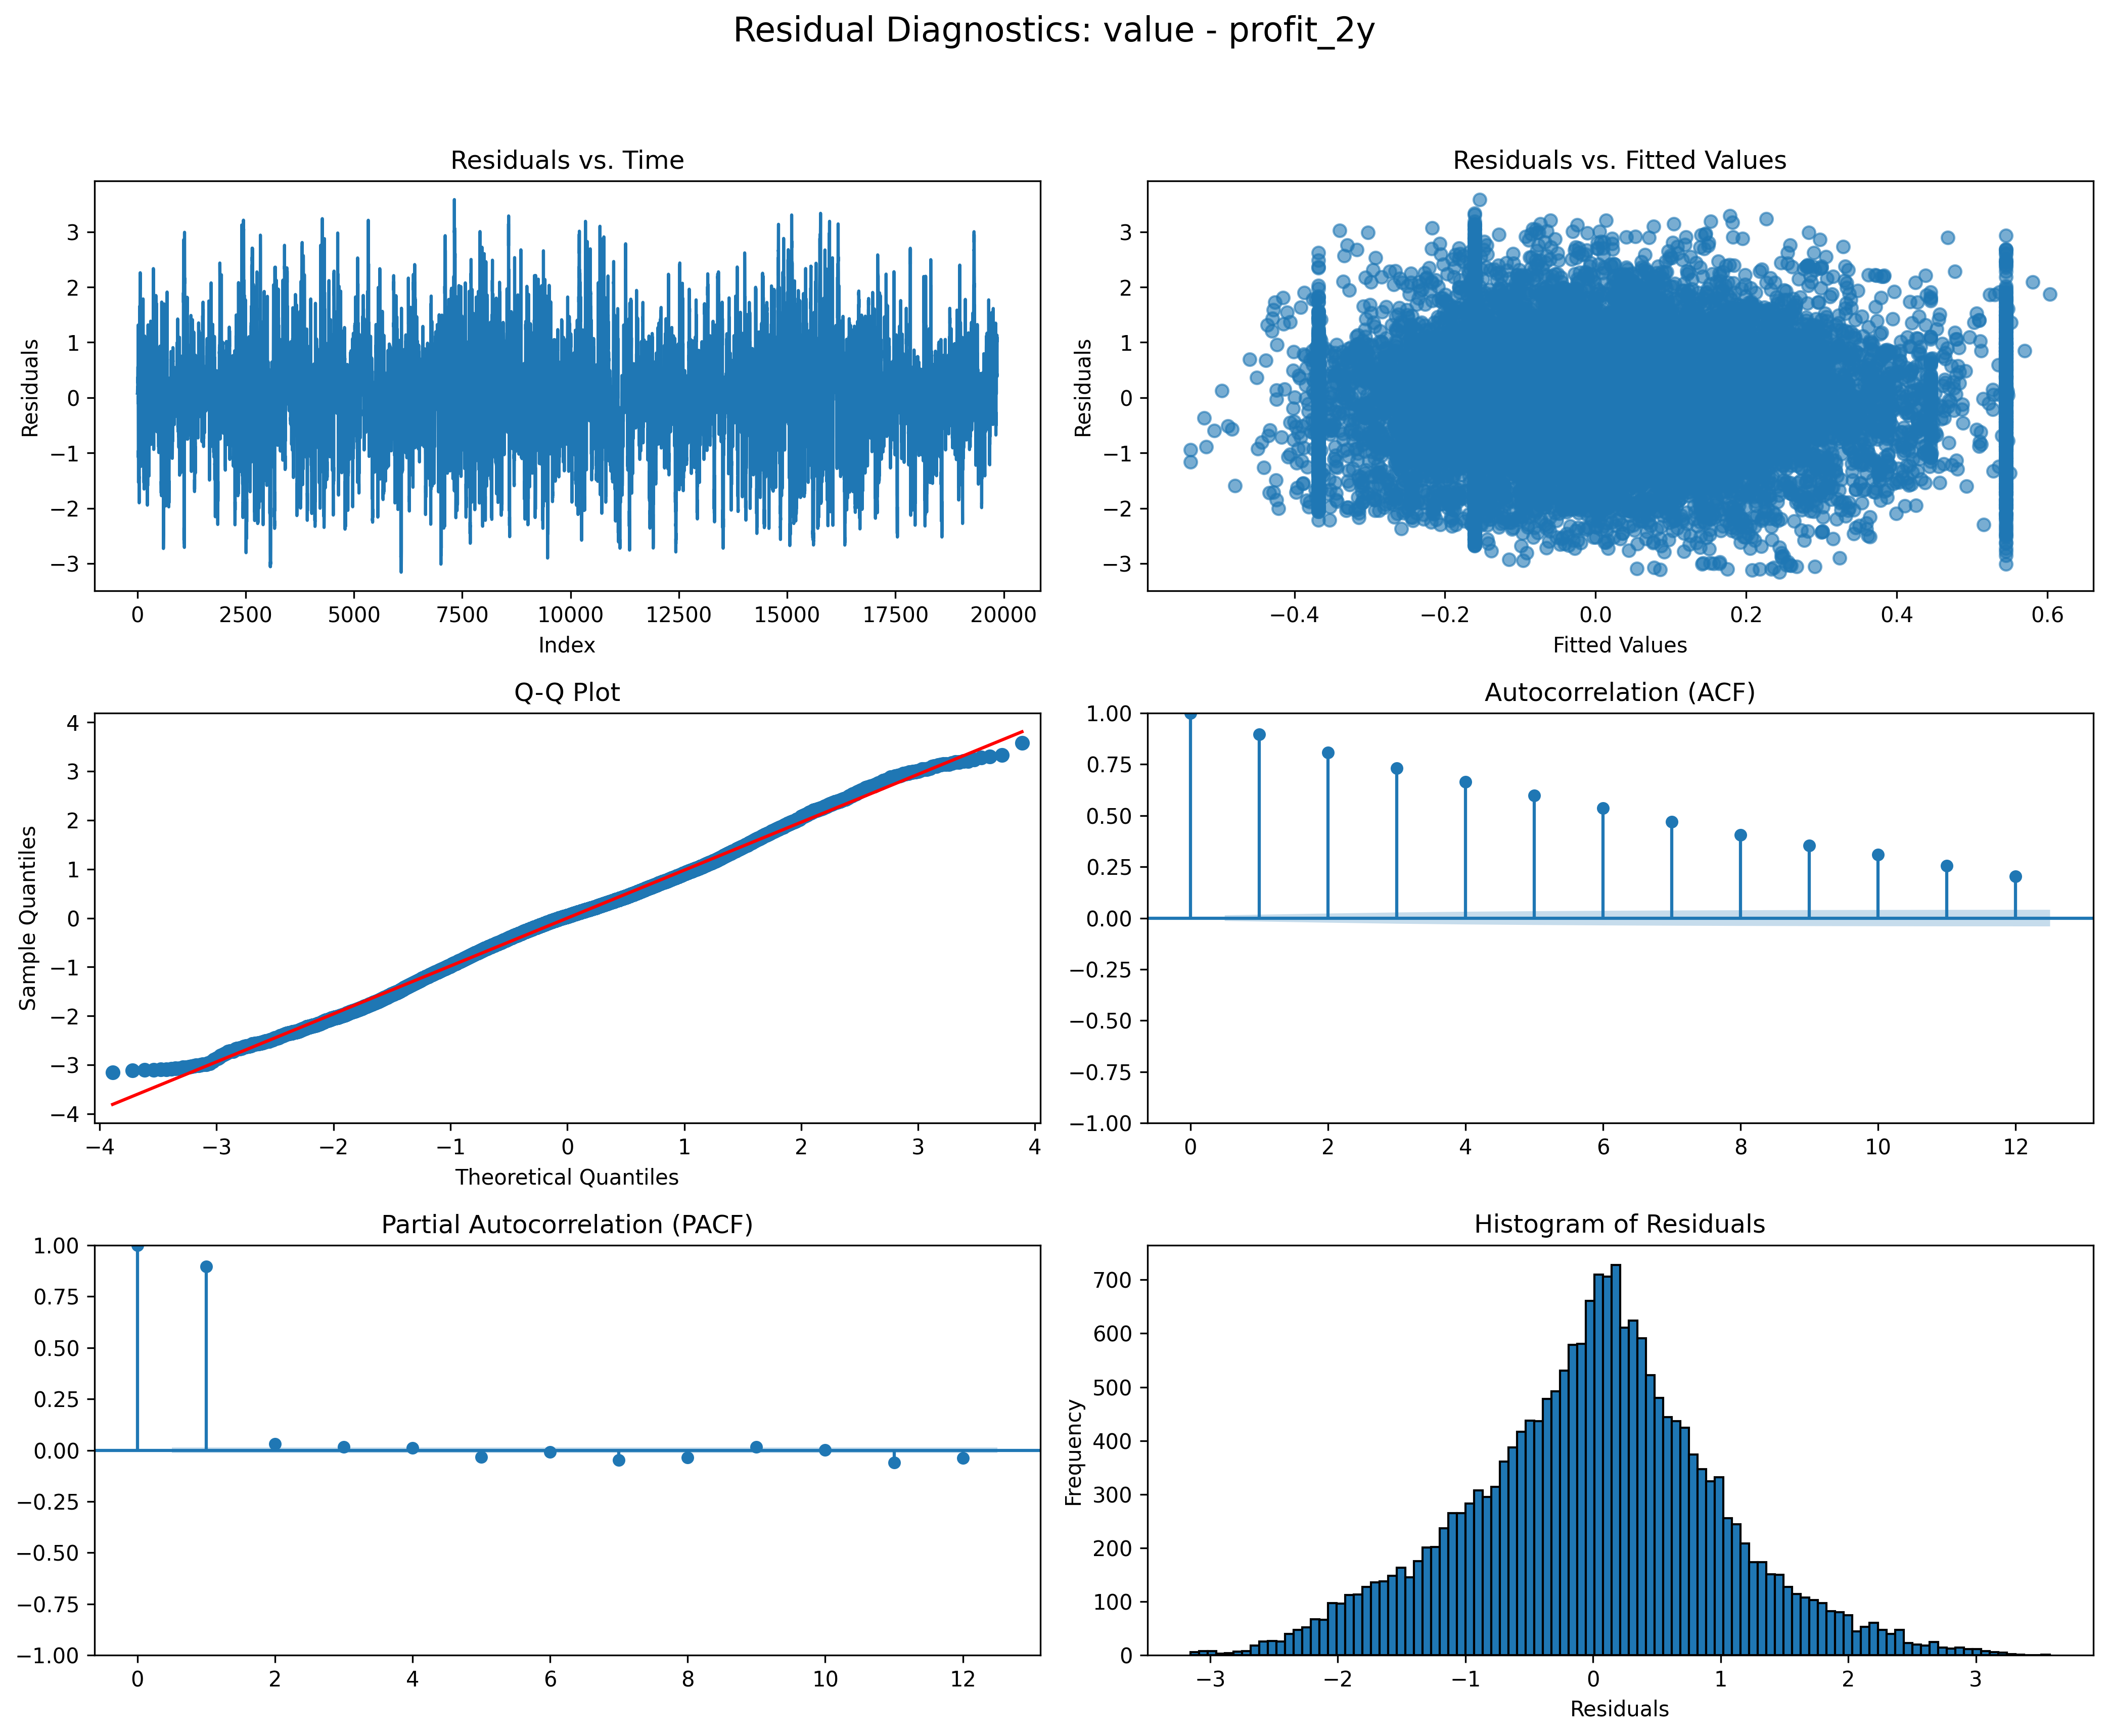 Residual Diagnostics: value - profit_2y
Residuals vs. Time
Residuals
3
2
1
0
−1
−2
−3
0 2500 5000 7500 10000 12500 15000 17500 20000
Index
Residuals vs. Fitted Values
Residuals
3
2
1
0
−1
−2
−3
−0.4 −0.2 0.0 0.2 0.4 0.6
Fitted Values
Q-Q Plot
Sample Quantiles
4
3
2
1
0
−1
−2
−3
−4
−4 −3 −2 −1 0 1 2 3 4
Theoretical Quantiles
Autocorrelation (ACF)
1.00
0.75
0.50
0.25
0.00
−0.25
−0.50
−0.75
−1.00
0 2 4 6 8 10 12
Partial Autocorrelation (PACF)
1.00
0.75
0.50
0.25
0.00
−0.25
−0.50
−0.75
−1.00
0 2 4 6 8 10 12
Histogram of Residuals
Frequency
700
600
500
400
300
200
100
0
−3 −2 −1 0 1 2 3
Residuals